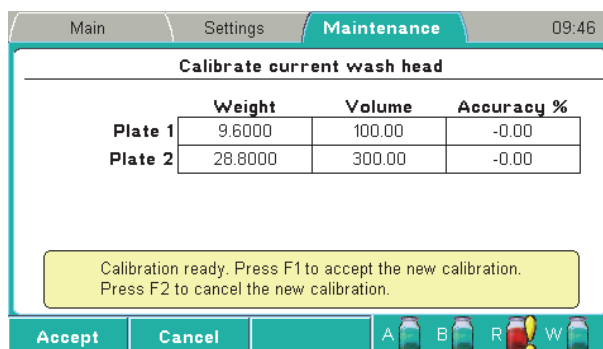 Main Settings Maintenance 09:46
Calibrate current wash head
Weight Volume Accuracy %
Plate 1 9.6000 100.00 -0.00
Plate 2 28.8000 300.00 -0.00
Calibration ready. Press F1 to accept the new calibration.
Press F2 to cancel the new calibration.
Accept Cancel A B R W